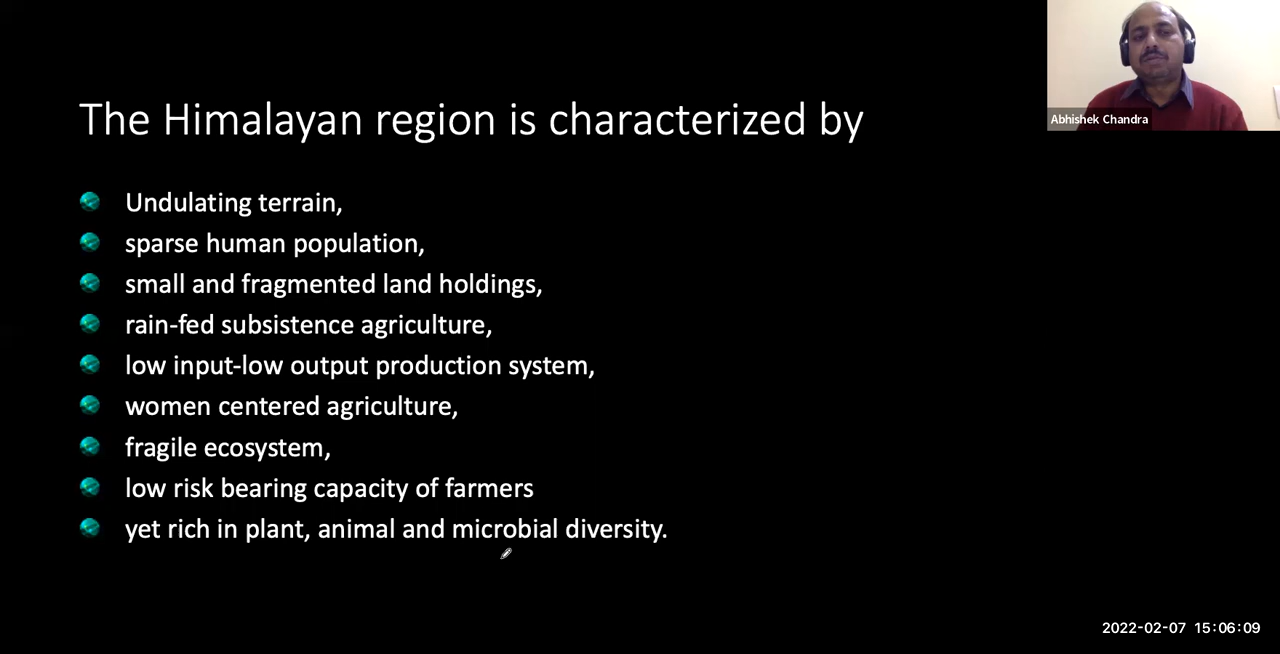 The Himalayan region is characterized by
Undulating terrain,
sparse human population,
small and fragmented land holdings,
rain-fed subsistence agriculture,
low input-low output production system,
women centered agriculture,
fragile ecosystem,
low risk bearing capacity of farmers
yet rich in plant, animal and microbial diversity.
Abhishek Chandra
2022-02-07 15:06:09